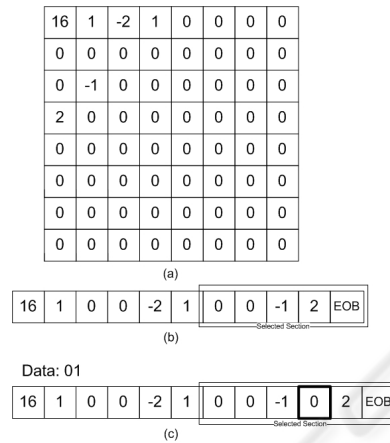 16 1 -2 1 0 0 0 0
0 0 0 0 0 0 0 0
0 -1 0 0 0 0 0 0
2 0 0 0 0 0 0 0
0 0 0 0 0 0 0 0
0 0 0 0 0 0 0 0
0 0 0 0 0 0 0 0
0 0 0 0 0 0 0 0
(a)
16 1 0 0 -2 1 0 0 -1 2 EOB
Selected Section
(b)
Data: 01
16 1 0 0 -2 1 0 0 -1 0 2 EOB
Selected Section
(c)